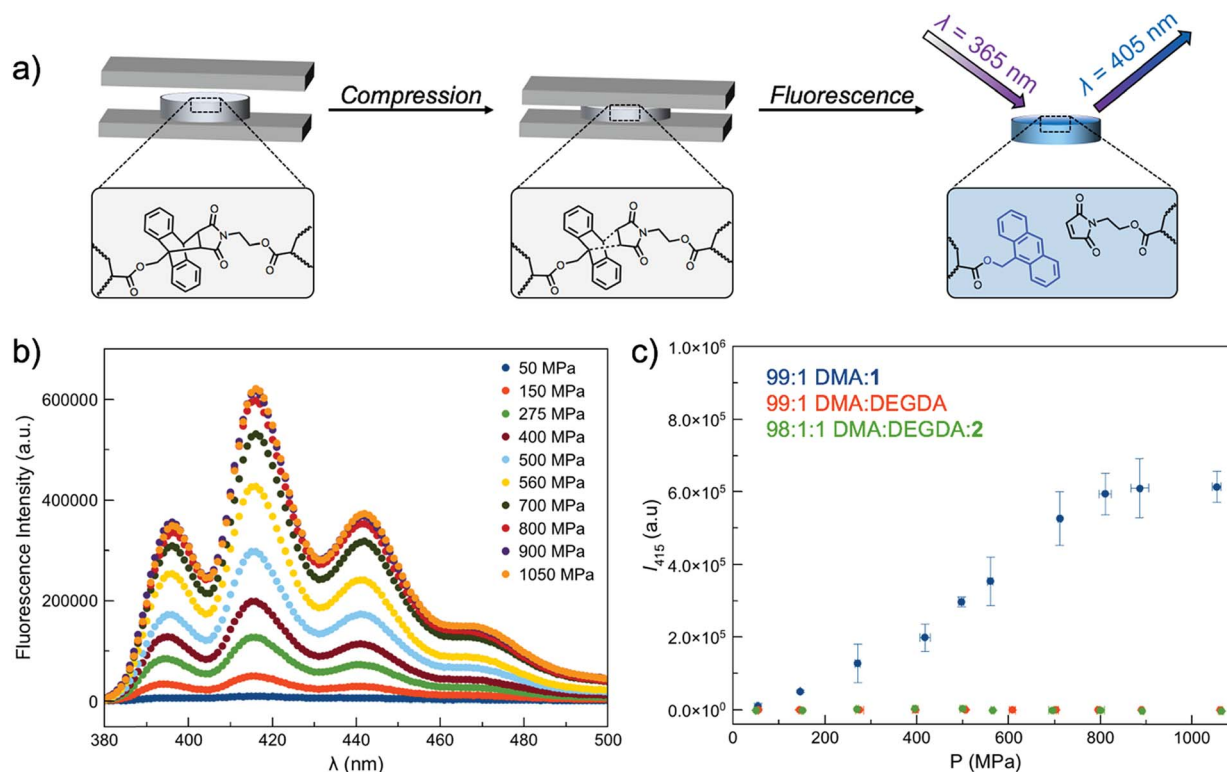 a)
Compression
Fluorescence
λ = 365 nm
λ = 405 nm
O
N
O
O
O
O
O
O
N
O
O
O
O
O
O
O
O
N
O
O
O
O
b)
Fluorescence Intensity (a.u.)
600000
400000
200000
0
380 400 420 440 460 480 500
λ (nm)
50 MPa
150 MPa
275 MPa
400 MPa
500 MPa
560 MPa
700 MPa
800 MPa
900 MPa
1050 MPa
c)
I₄₁₅ (a.u)
1.0×10⁶
8.0×10⁵
6.0×10⁵
4.0×10⁵
2.0×10⁵
0.0×10⁰
0 200 400 600 800 1000
P (MPa)
99:1 DMA:1
99:1 DMA:DEGDA
98:1:1 DMA:DEGDA:2